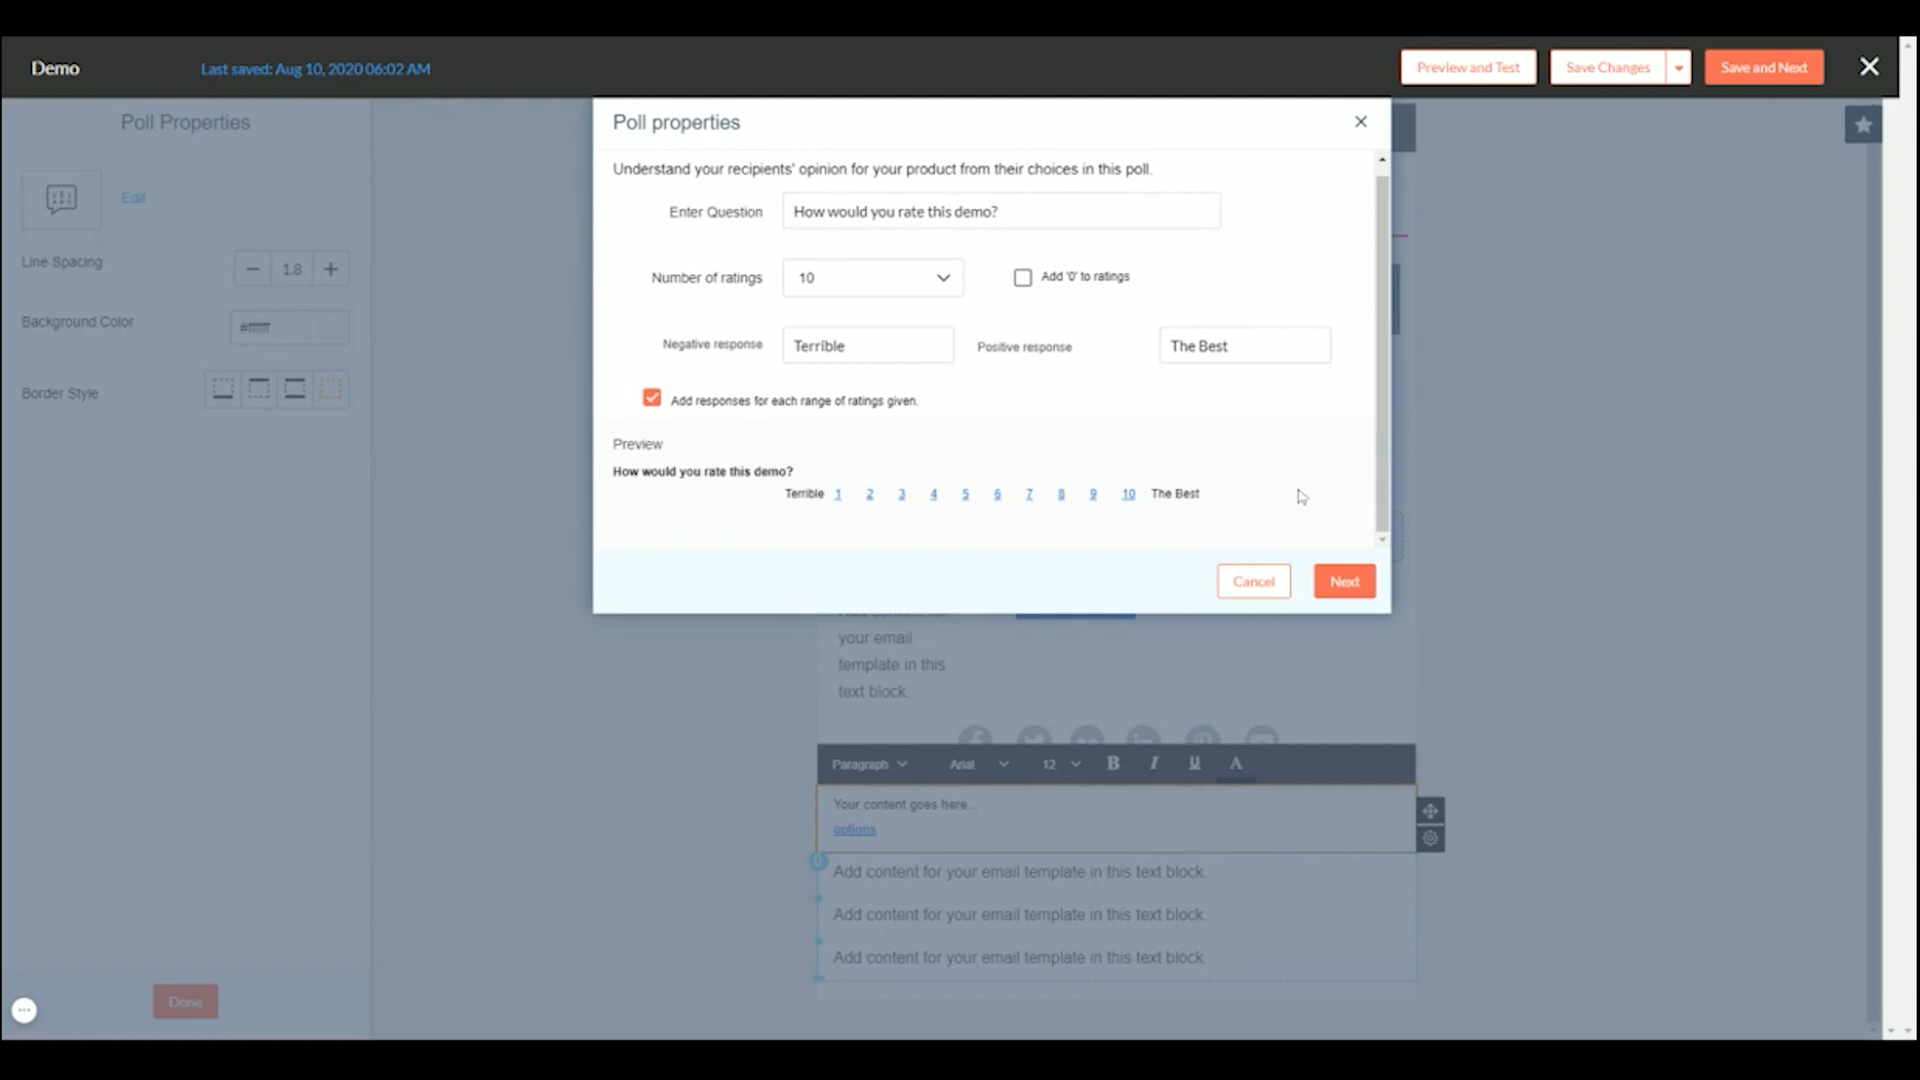 Demo
Last saved: Aug 10, 2020 06:02 AM
Preview and Test
Save Changes
Save and Next
Poll Properties
Edit
Line Spacing
1.8
Background Color
#ffffff
Border Style
Done
Poll properties
Understand your recipients' opinion for your product from their choices in this poll.
Enter Question
How would you rate this demo?
Number of ratings
10
Add '0' to ratings
Negative response
Terrible
Positive response
The Best
Add responses for each range of ratings given.
Preview
How would you rate this demo?
Terrible 1 2 3 4 5 6 7 8 9 10 The Best
Cancel
Next
your email
template in this
text block.
Paragraph
Arial
12
B I U A
Your content goes here...
options
Add content for your email template in this text block.
Add content for your email template in this text block.
Add content for your email template in this text block.